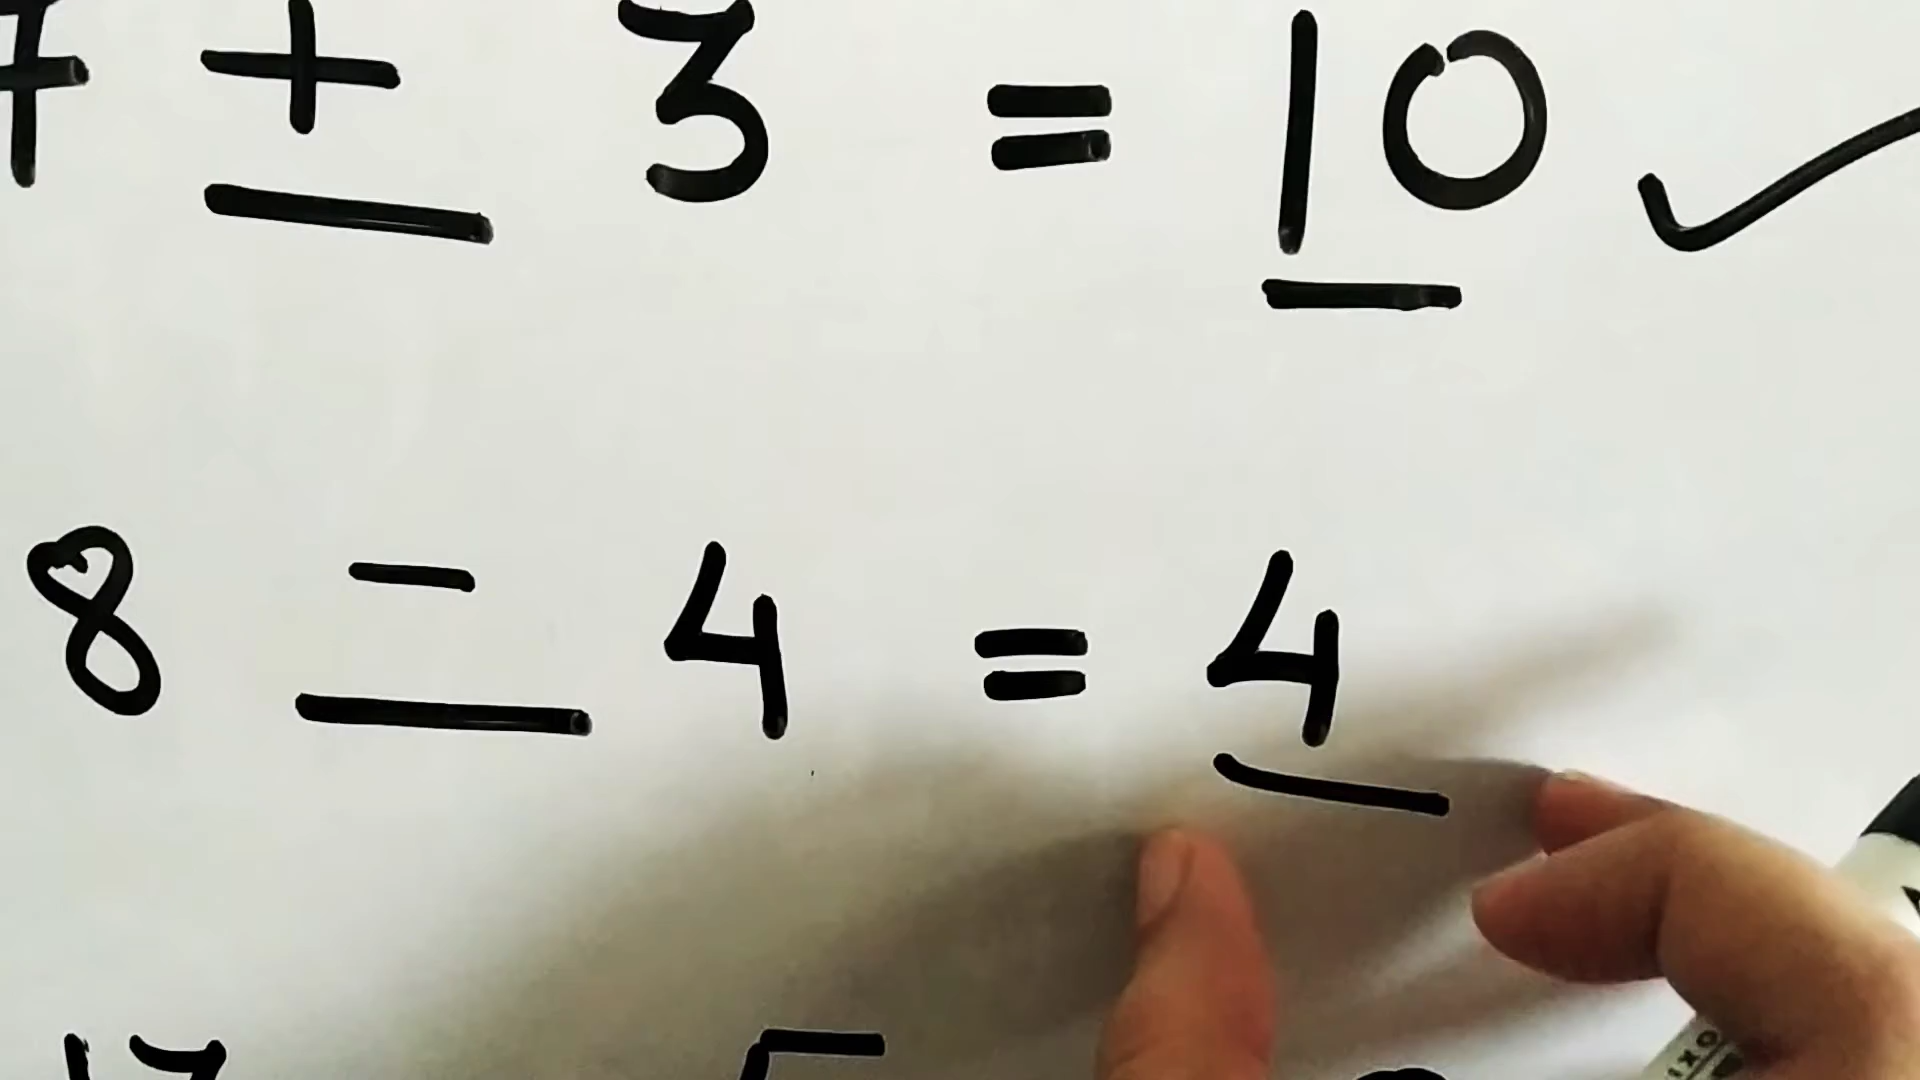 7 + 3 = 10 ✓
8 - 4 = 4